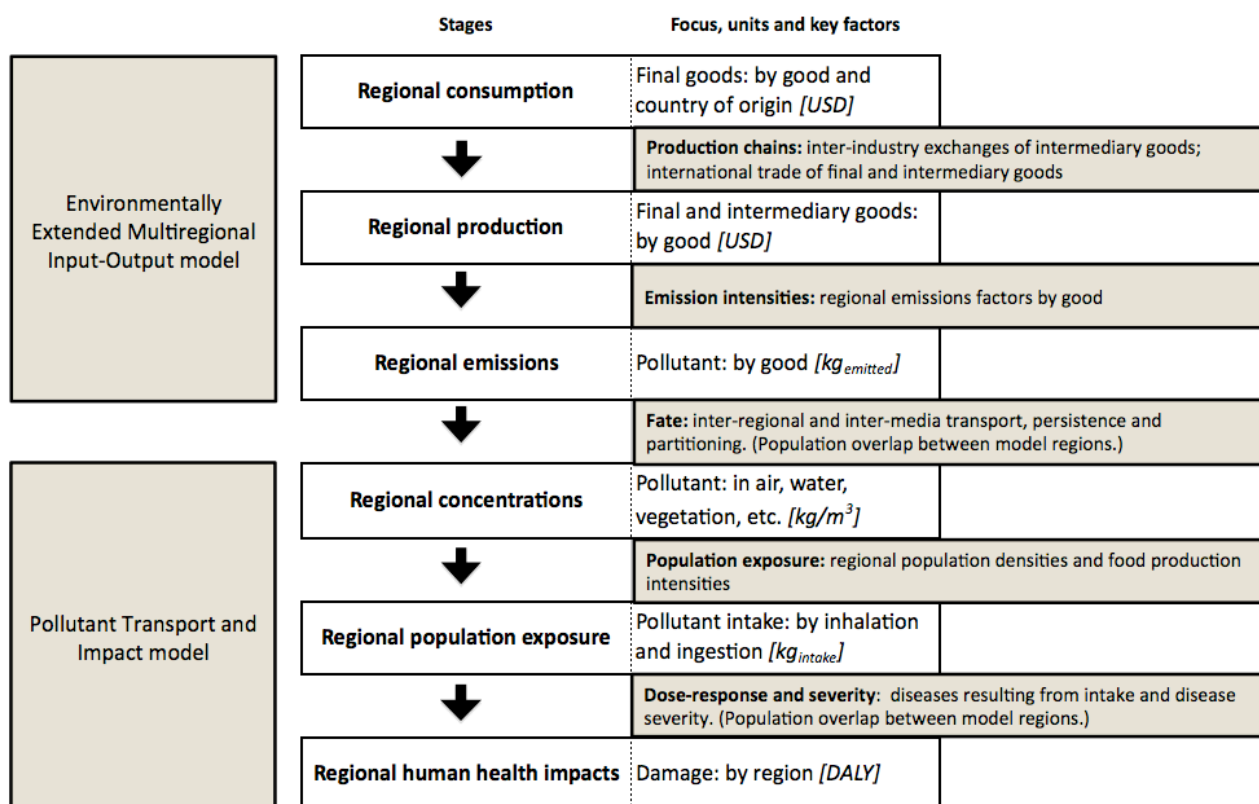 Stages
Focus, units and key factors
Environmentally
Extended Multiregional
Input-Output model
Regional consumption
Final goods: by good and
country of origin [USD]
Production chains: inter-industry exchanges of intermediary goods;
international trade of final and intermediary goods
Regional production
Final and intermediary goods:
by good [USD]
Emission intensities: regional emissions factors by good
Regional emissions
Pollutant: by good [kg emitted]
Fate: inter-regional and inter-media transport, persistence and
partitioning. (Population overlap between model regions.)
Pollutant Transport and
Impact model
Regional concentrations
Pollutant: in air, water,
vegetation, etc. [kg/m³]
Population exposure: regional population densities and food production
intensities
Regional population exposure
Pollutant intake: by inhalation
and ingestion [kg intake]
Dose-response and severity: diseases resulting from intake and disease
severity. (Population overlap between model regions.)
Regional human health impacts
Damage: by region [DALY]